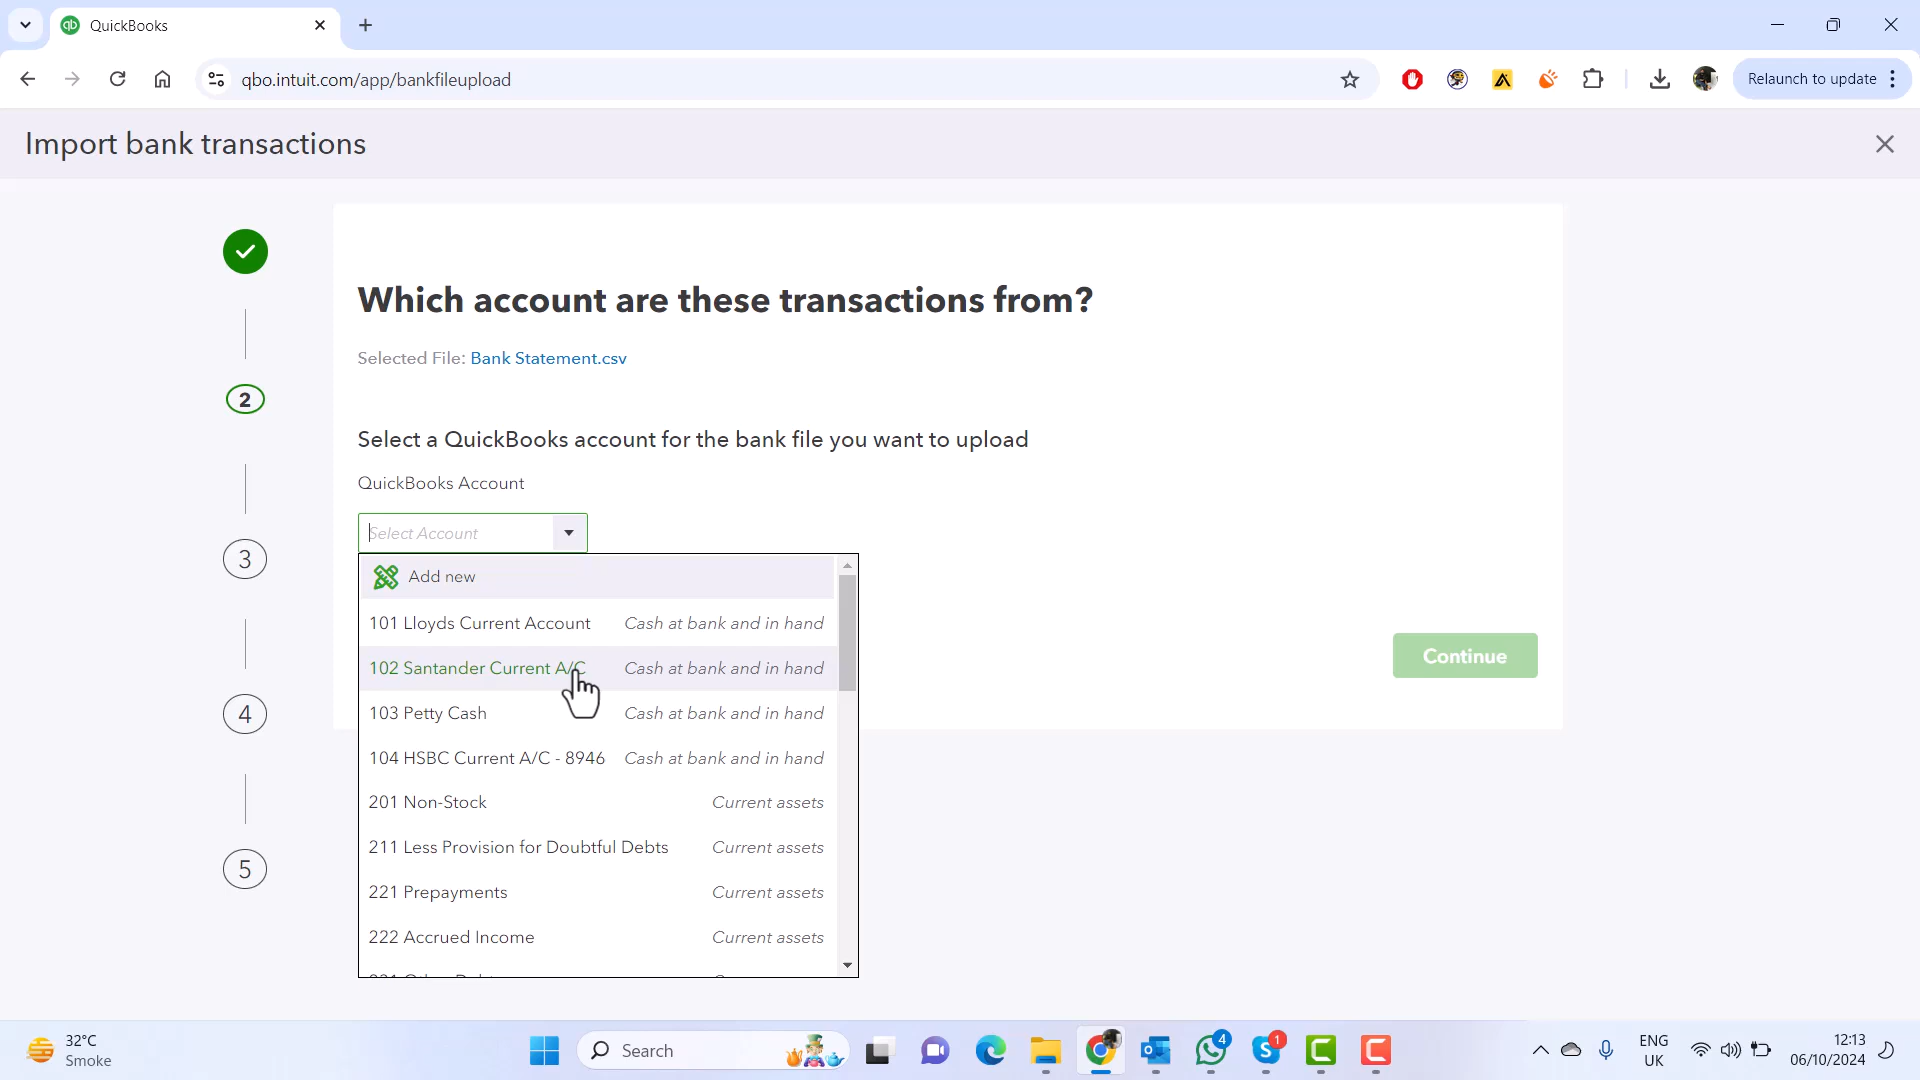 QuickBooks
qbo.intuit.com/app/bankfileupload
Relaunch to update
Import bank transactions
Which account are these transactions from?
Selected File: Bank Statement.csv
2
Select a QuickBooks account for the bank file you want to upload
QuickBooks Account
Select Account
3
Add new
101 Lloyds Current Account Cash at bank and in hand
102 Santander Current A/C Cash at bank and in hand
Continue
4
103 Petty Cash Cash at bank and in hand
104 HSBC Current A/C - 8946 Cash at bank and in hand
201 Non-Stock Current assets
211 Less Provision for Doubtful Debts Current assets
5
221 Prepayments Current assets
222 Accrued Income Current assets
32°C
Smoke
Search
4
1
ENG
UK
12:13
06/10/2024